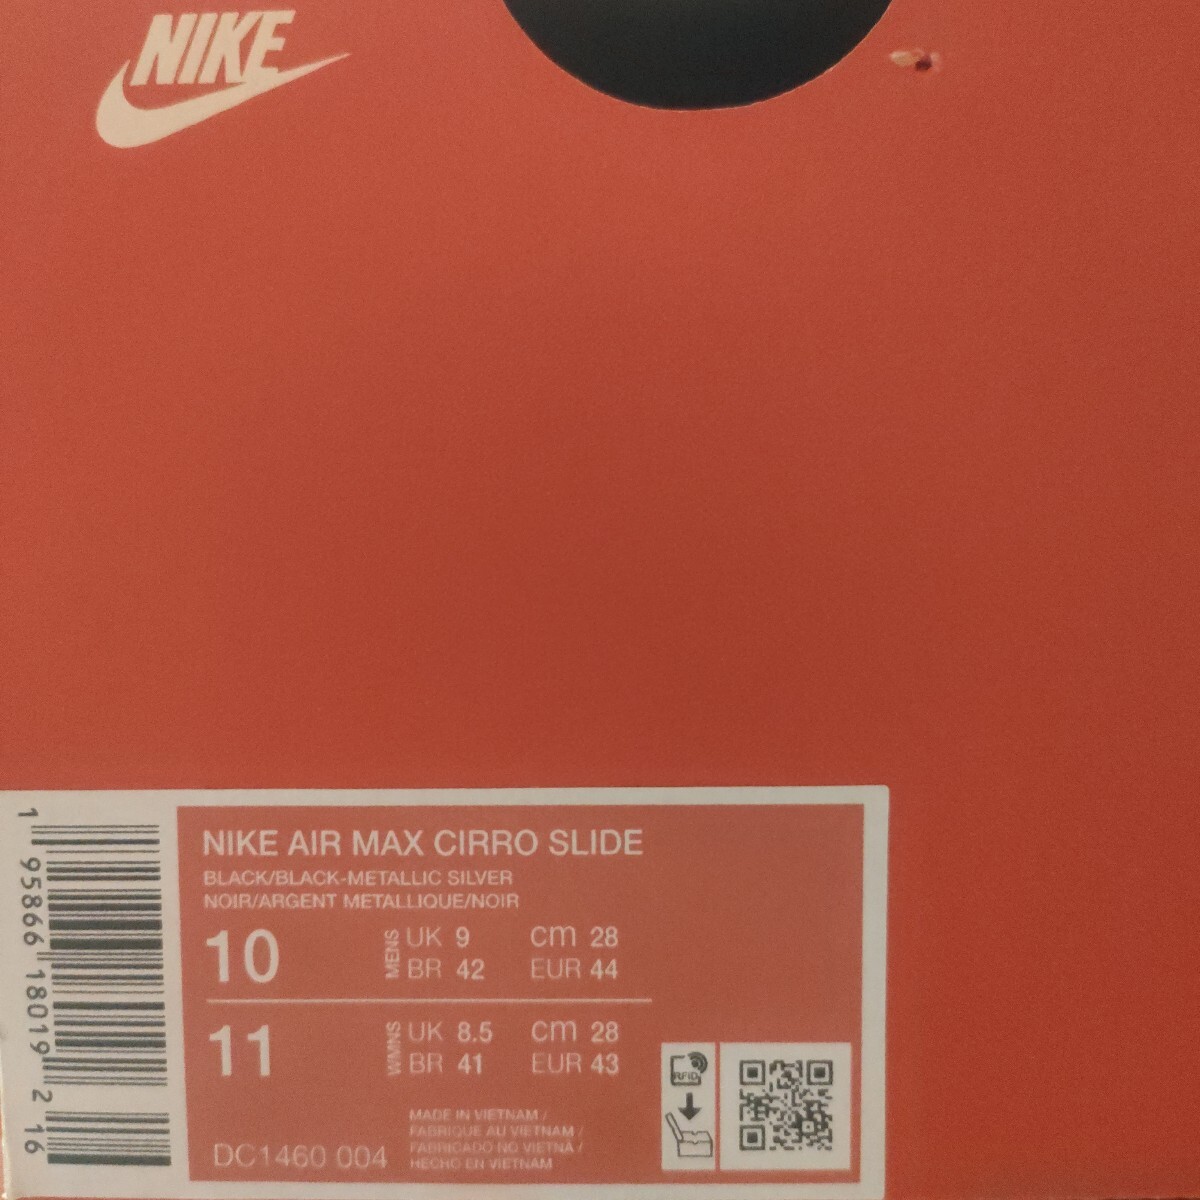 NIKE
NIKE AIR MAX CIRRO SLIDE
BLACK/BLACK-METALLIC SILVER
NOIR/ARGENT METALLIQUE/NOIR
10 MENS UK 9 cm 28
BR 42 EUR 44
11 WMNS UK 8.5 cm 28
BR 41 EUR 43
RFID
MADE IN VIETNAM /
FABRIQUE AU VIETNAM /
FABRICADO NO VIETNA /
HECHO EN VIETNAM
DC1460 004
1 95866 18019 2 16